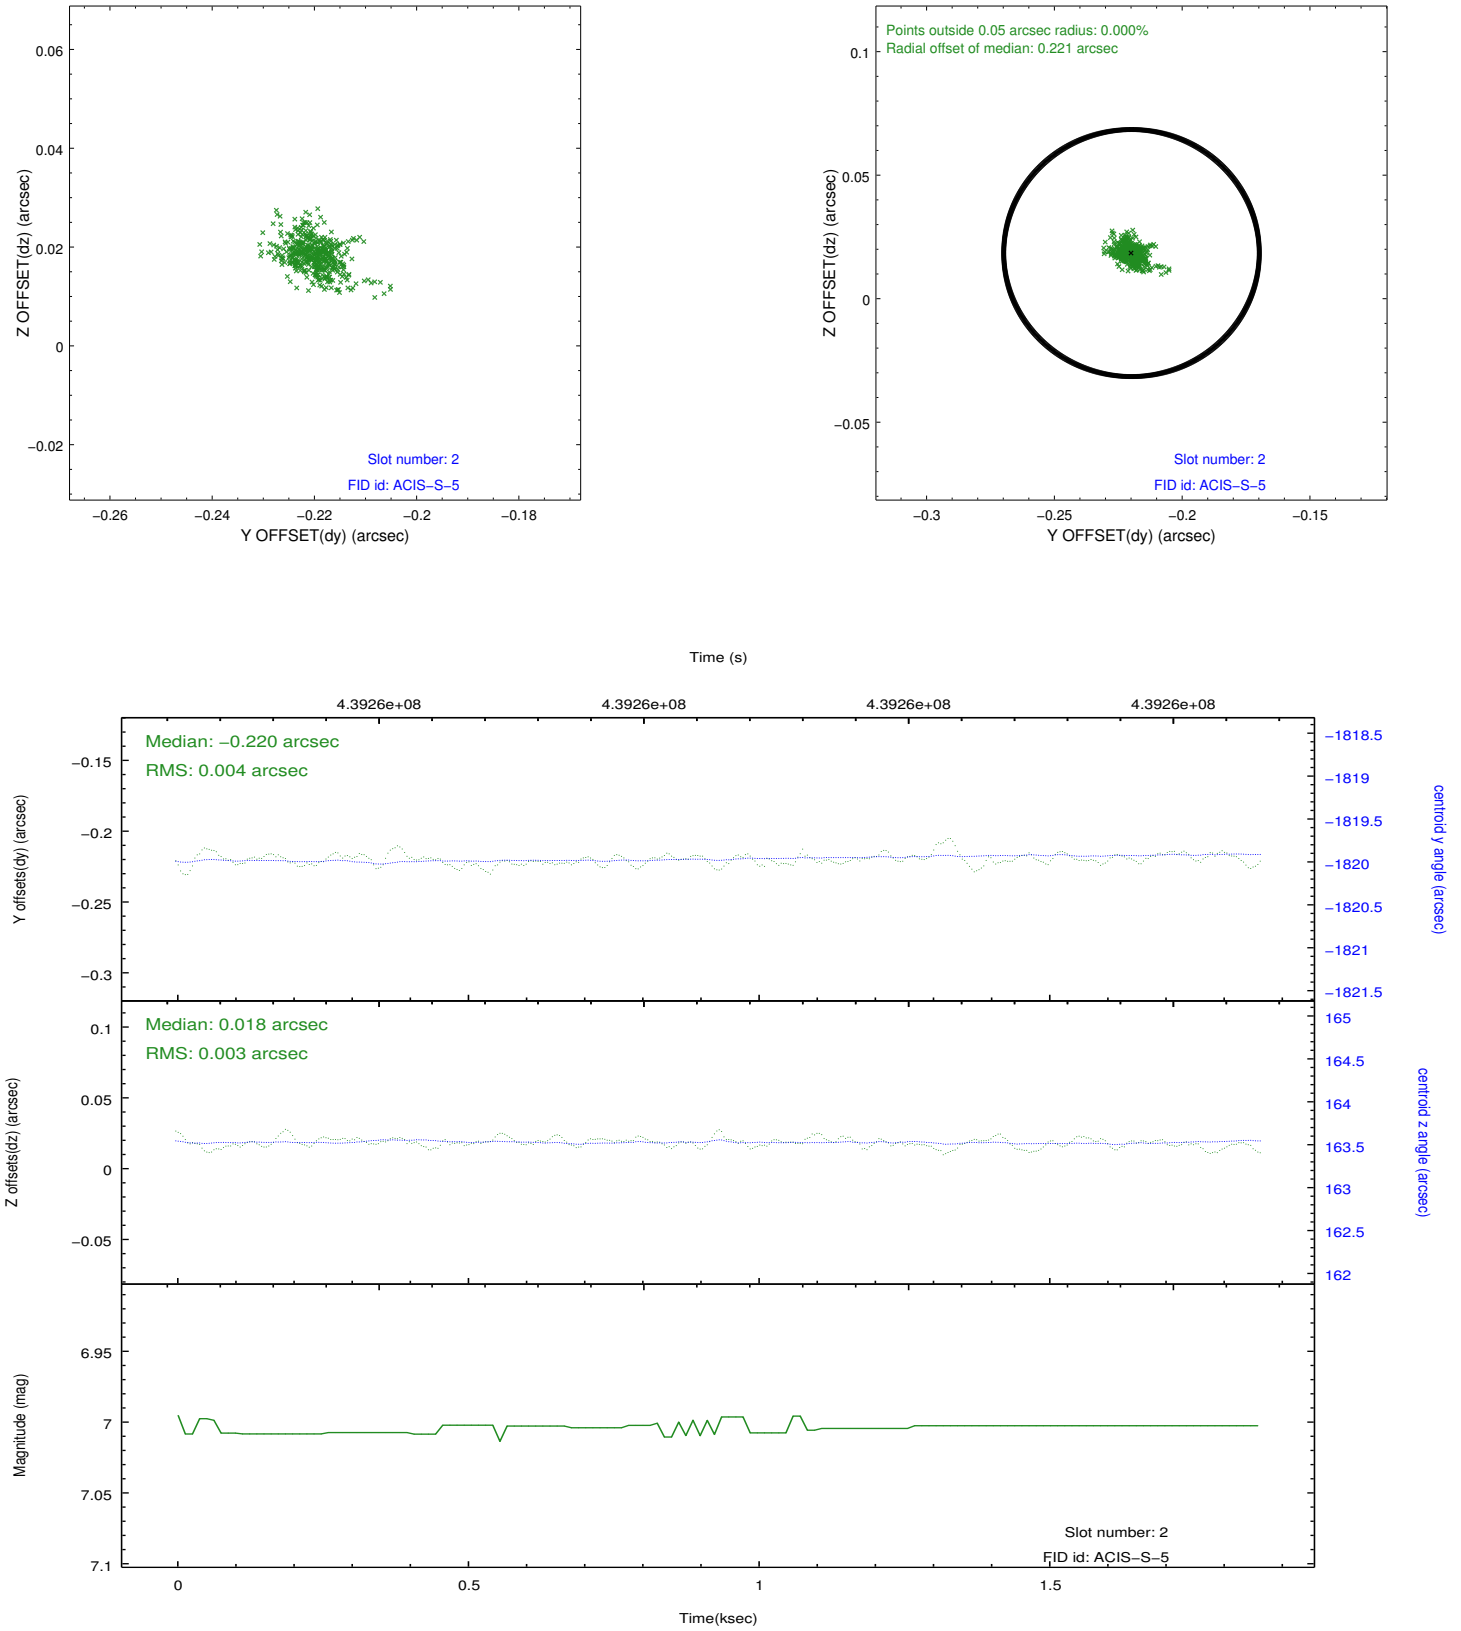 0.06
0.04
0.02
0
−0.02
Z OFFSET(dz) (arcsec)
Slot number: 2
FID id: ACIS−S−5
−0.26
−0.24
−0.22
−0.2
−0.18
Y OFFSET(dy) (arcsec)
Points outside 0.05 arcsec radius: 0.000%
Radial offset of median: 0.221 arcsec
0.1
0.05
0
−0.05
Z OFFSET(dz) (arcsec)
Slot number: 2
FID id: ACIS−S−5
−0.3
−0.25
−0.2
−0.15
Y OFFSET(dy) (arcsec)
Time (s)
4.3926e+08
4.3926e+08
4.3926e+08
4.3926e+08
Median: −0.220 arcsec
RMS: 0.004 arcsec
−0.15
−0.2
−0.25
−0.3
Y offsets(dy) (arcsec)
−1818.5
−1819
−1819.5
−1820
−1820.5
−1821
−1821.5
centroid y angle (arcsec)
Median: 0.018 arcsec
RMS: 0.003 arcsec
0.1
0.05
0
−0.05
Z offsets(dz) (arcsec)
165
164.5
164
163.5
163
162.5
162
centroid z angle (arcsec)
6.95
7
7.05
7.1
Magnitude (mag)
Slot number: 2
FID id: ACIS−S−5
0
0.5
1
1.5
Time(ksec)